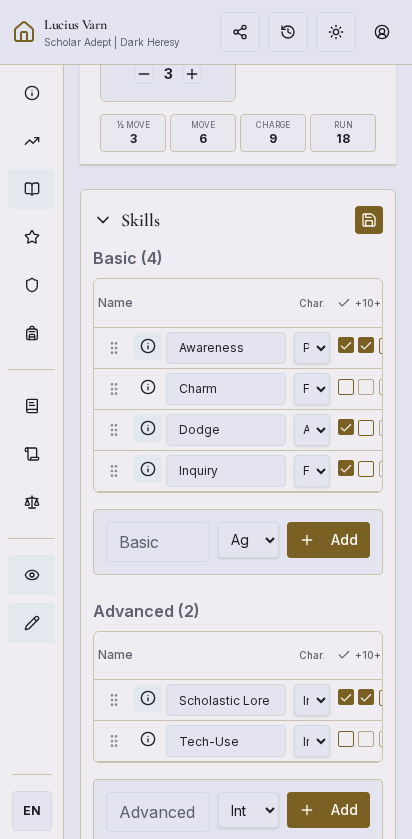 Lucius Varn
Scholar Adept | Dark Heresy
3
½ MOVE MOVE CHARGE RUN
3 6 9 18
Skills
Basic (4)
Name Char. +10+
Awareness
Charm
Dodge
Inquiry
Basic Ag Add
Advanced (2)
Name Char. +10+
Scholastic Lore
Tech-Use
Advanced Int Add
EN